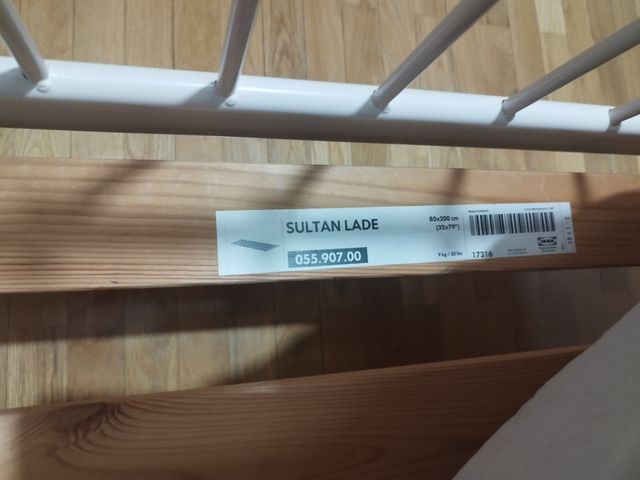 SULTAN LADE
055.907.00
80x200 cm
(32x79")
9 kg / 20 lbs
17316
IKEA